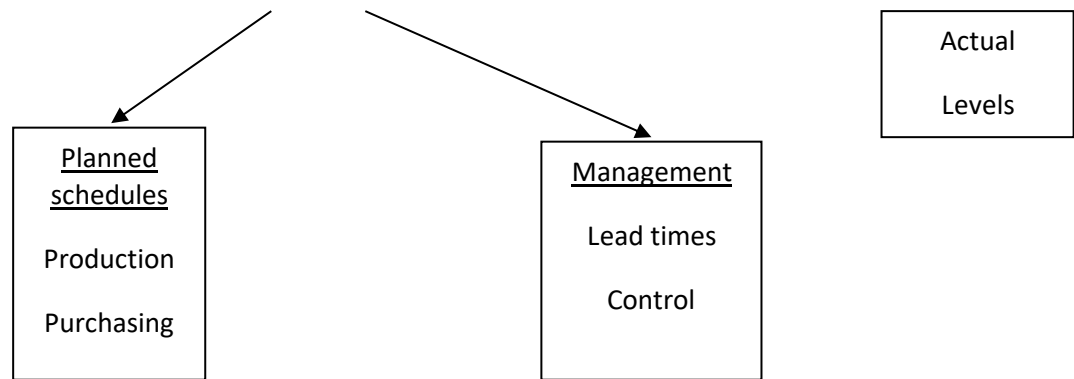 Actual
Levels
Planned
schedules
Production
Purchasing
Management
Lead times
Control